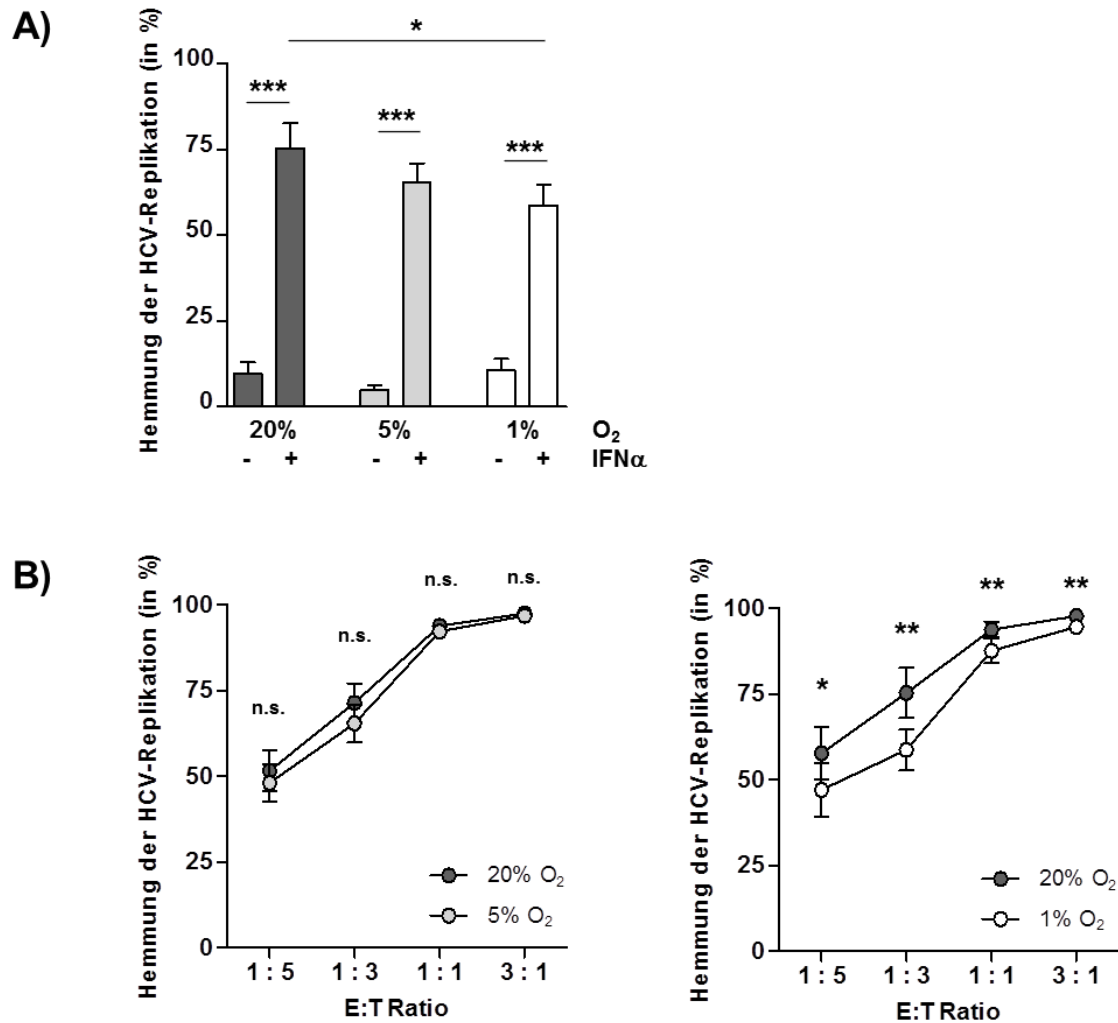 A)
Hemmung der HCV-Replikation (in %)
100
75
50
25
0
*
***
***
***
20% 5% 1% O₂
- + - + - + IFNα
B)
Hemmung der HCV-Replikation (in %)
100
75
50
25
0
n.s.
n.s.
n.s.
n.s.
20% O₂
5% O₂
1 : 5 1 : 3 1 : 1 3 : 1
E:T Ratio
Hemmung der HCV-Replikation (in %)
100
75
50
25
0
*
**
**
**
20% O₂
1% O₂
1 : 5 1 : 3 1 : 1 3 : 1
E:T Ratio